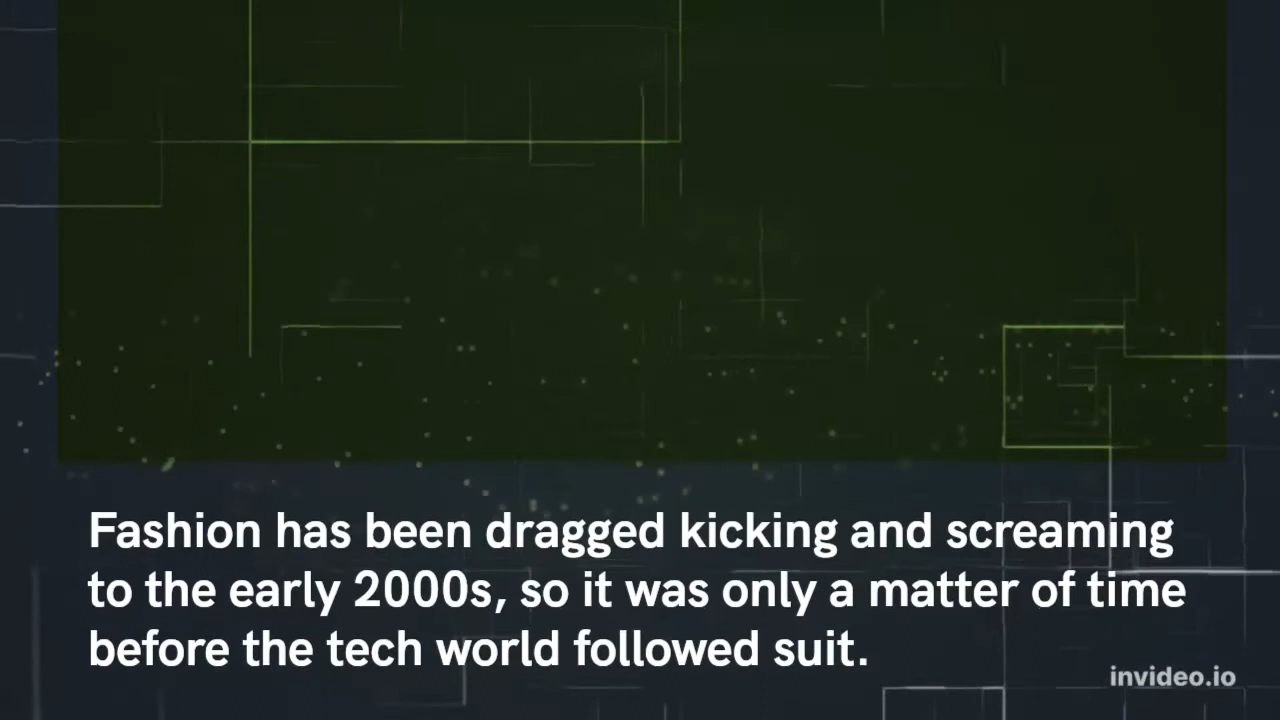 Fashion has been dragged kicking and screaming
to the early 2000s, so it was only a matter of time
before the tech world followed suit.
invideo.io